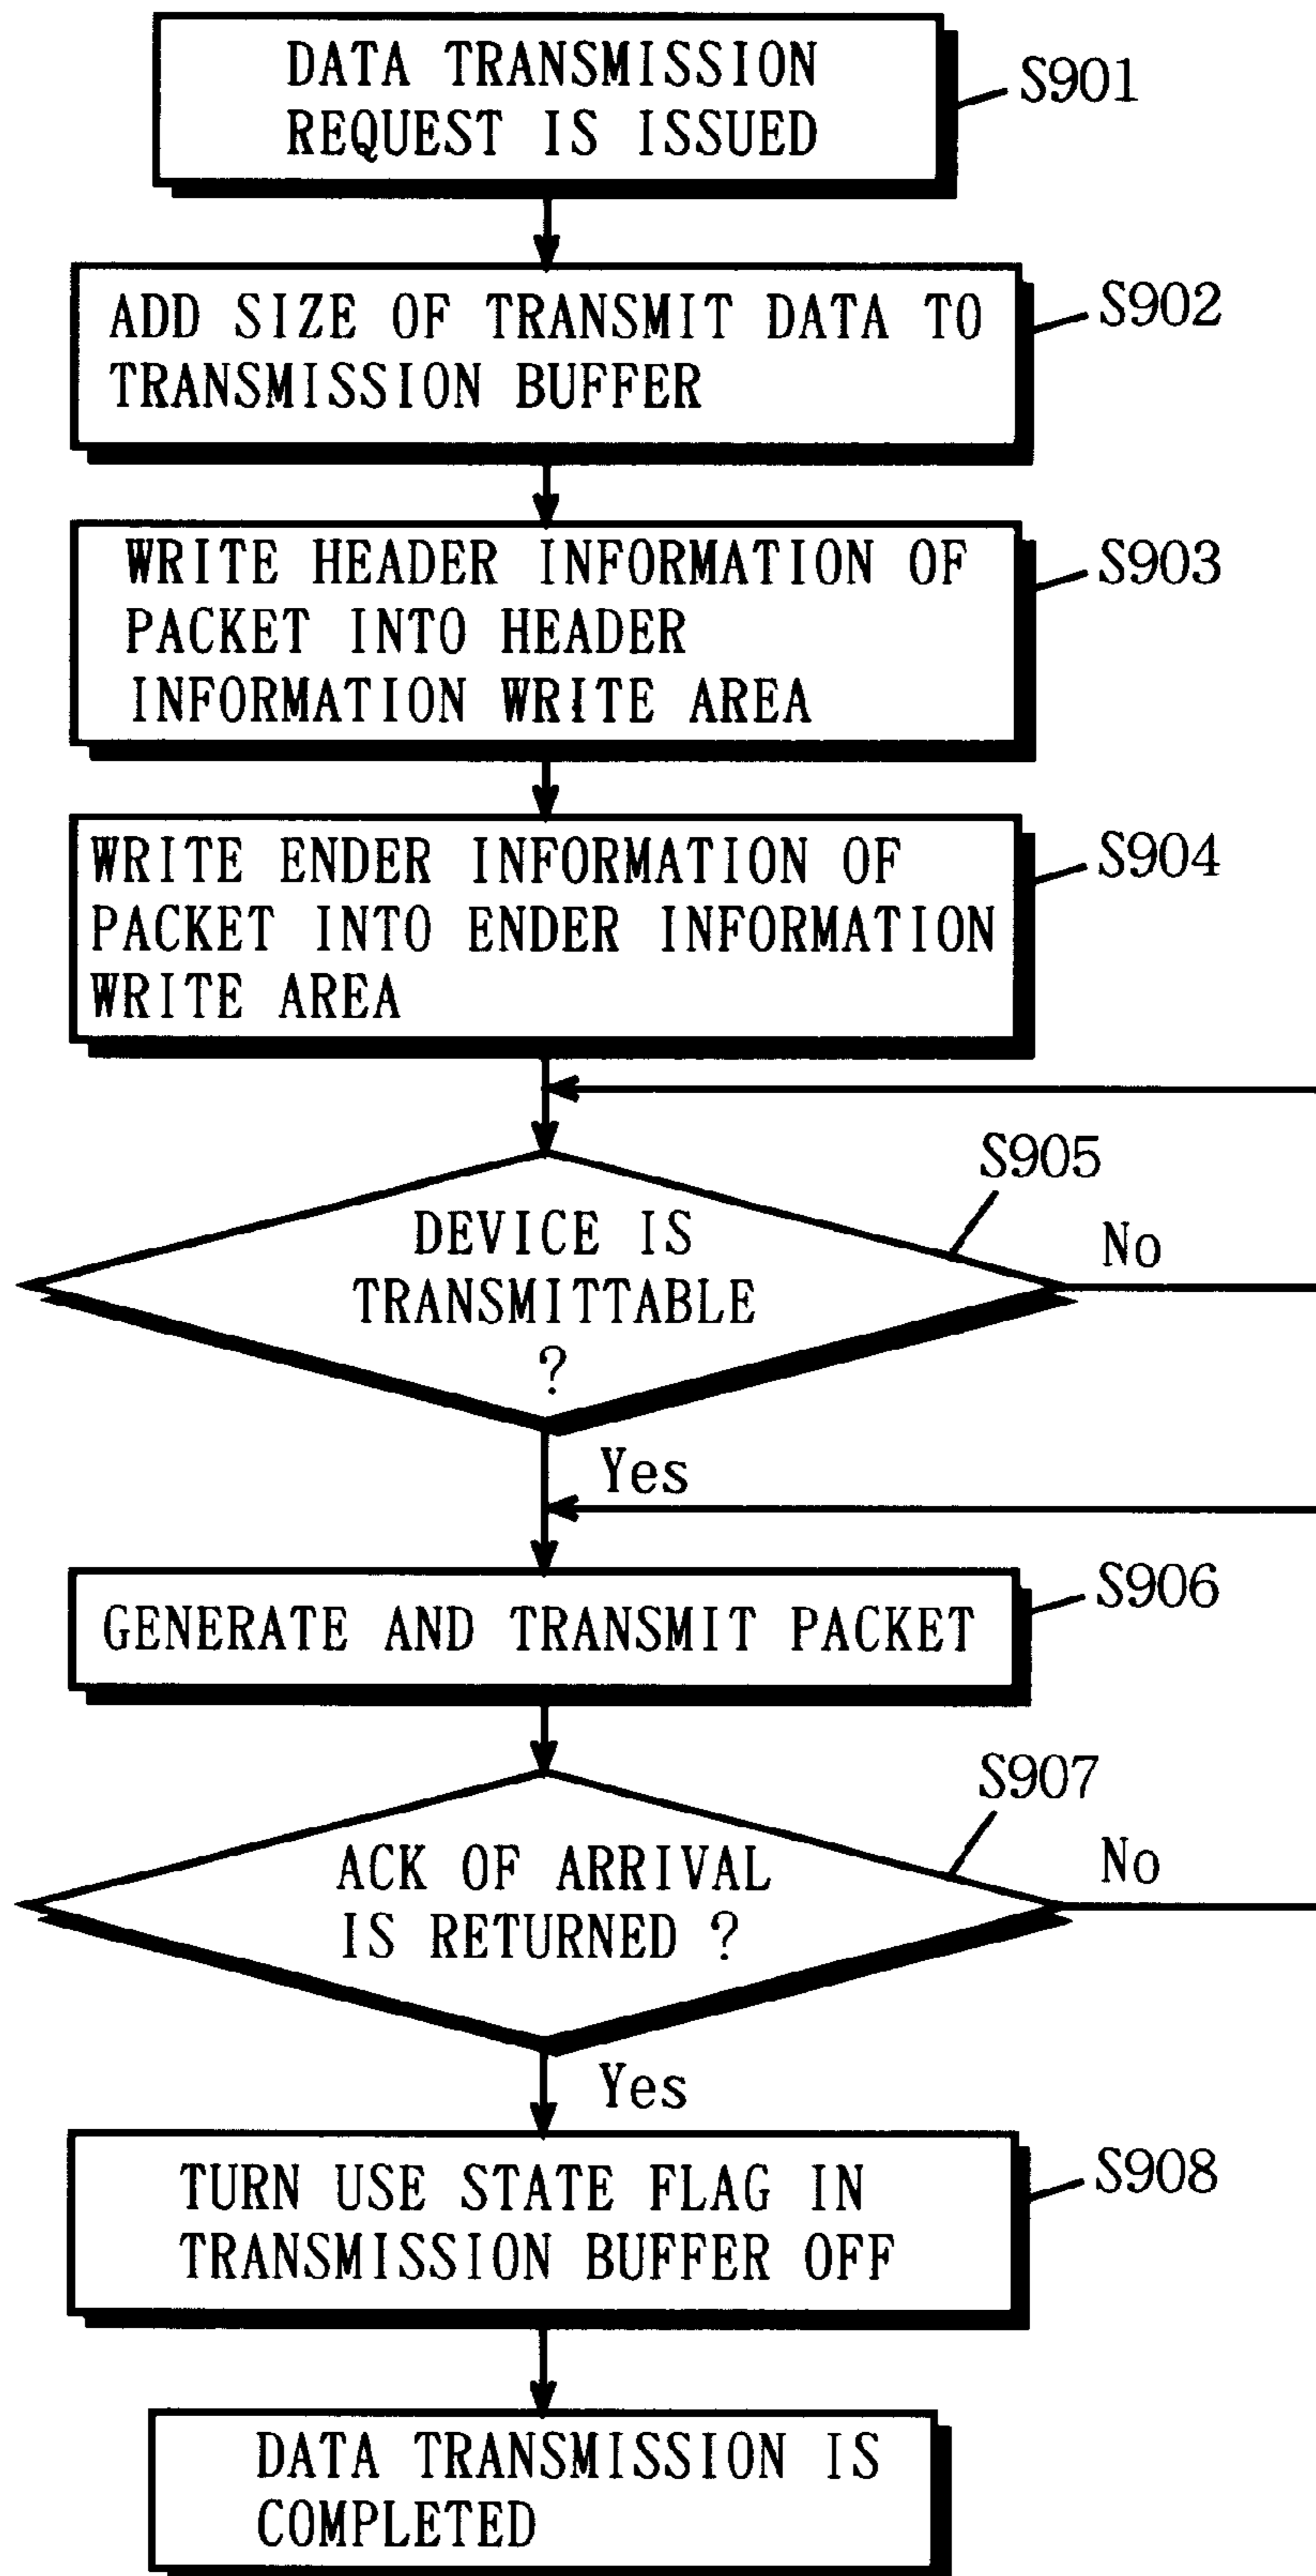 DATA TRANSMISSION
REQUEST IS ISSUED
S901
ADD SIZE OF TRANSMIT DATA TO
TRANSMISSION BUFFER
S902
WRITE HEADER INFORMATION OF
PACKET INTO HEADER
INFORMATION WRITE AREA
S903
WRITE ENDER INFORMATION OF
PACKET INTO ENDER INFORMATION
WRITE AREA
S904
DEVICE IS
TRANSMITTABLE
?
S905
No
Yes
GENERATE AND TRANSMIT PACKET
S906
ACK OF ARRIVAL
IS RETURNED ?
S907
No
Yes
TURN USE STATE FLAG IN
TRANSMISSION BUFFER OFF
S908
DATA TRANSMISSION IS
COMPLETED